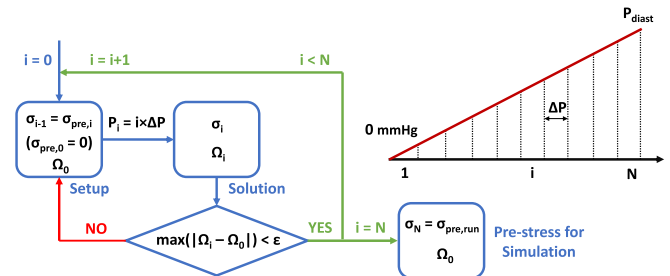 i = 0
i = i+1
i < N
σi-1 = σpre,i
(σpre,0 = 0)
Ω0
Setup
Pi = i×ΔP
σi
Ωi
Solution
NO
max(|Ωi − Ω0|) < ε
YES
i = N
σN = σpre,run
Ω0
Pre-stress for
Simulation
Pdiast
ΔP
0 mmHg
1
i
N